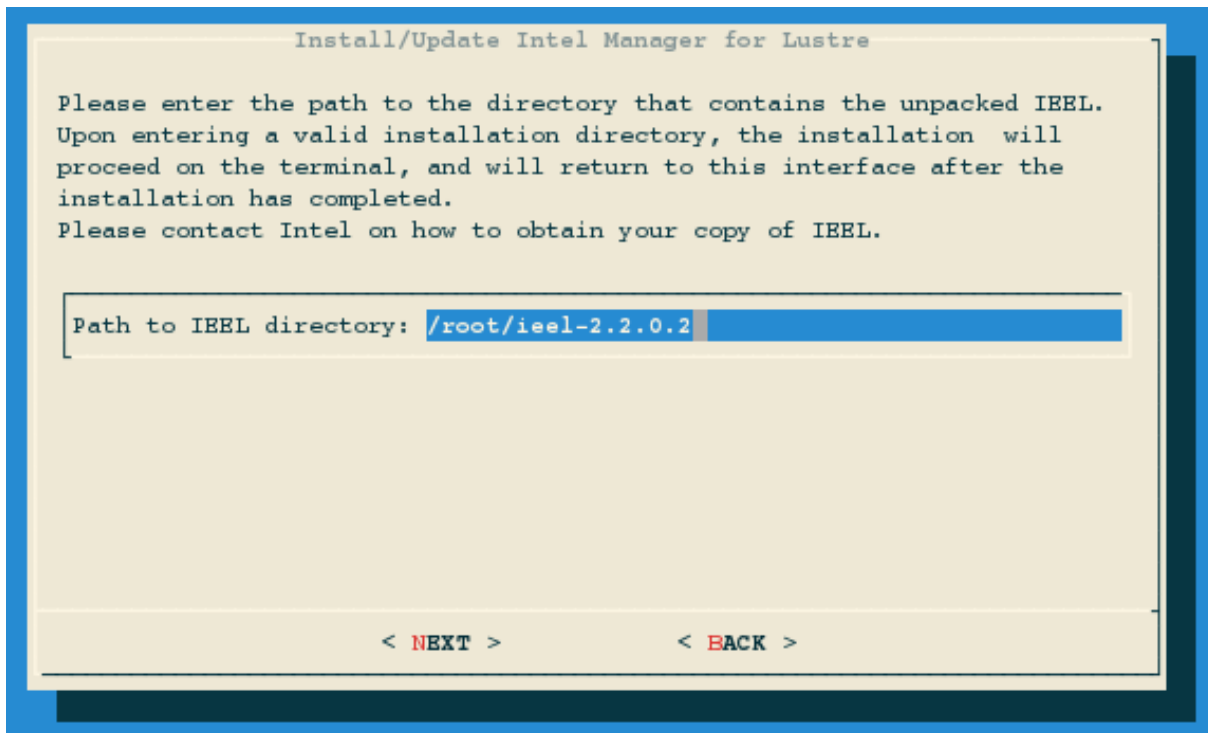 Install/Update Intel Manager for Lustre
Please enter the path to the directory that contains the unpacked IEEL.
Upon entering a valid installation directory, the installation  will
proceed on the terminal, and will return to this interface after the
installation has completed.
Please contact Intel on how to obtain your copy of IEEL.
Path to IEEL directory: /root/ieel-2.2.0.2
< NEXT > < BACK >